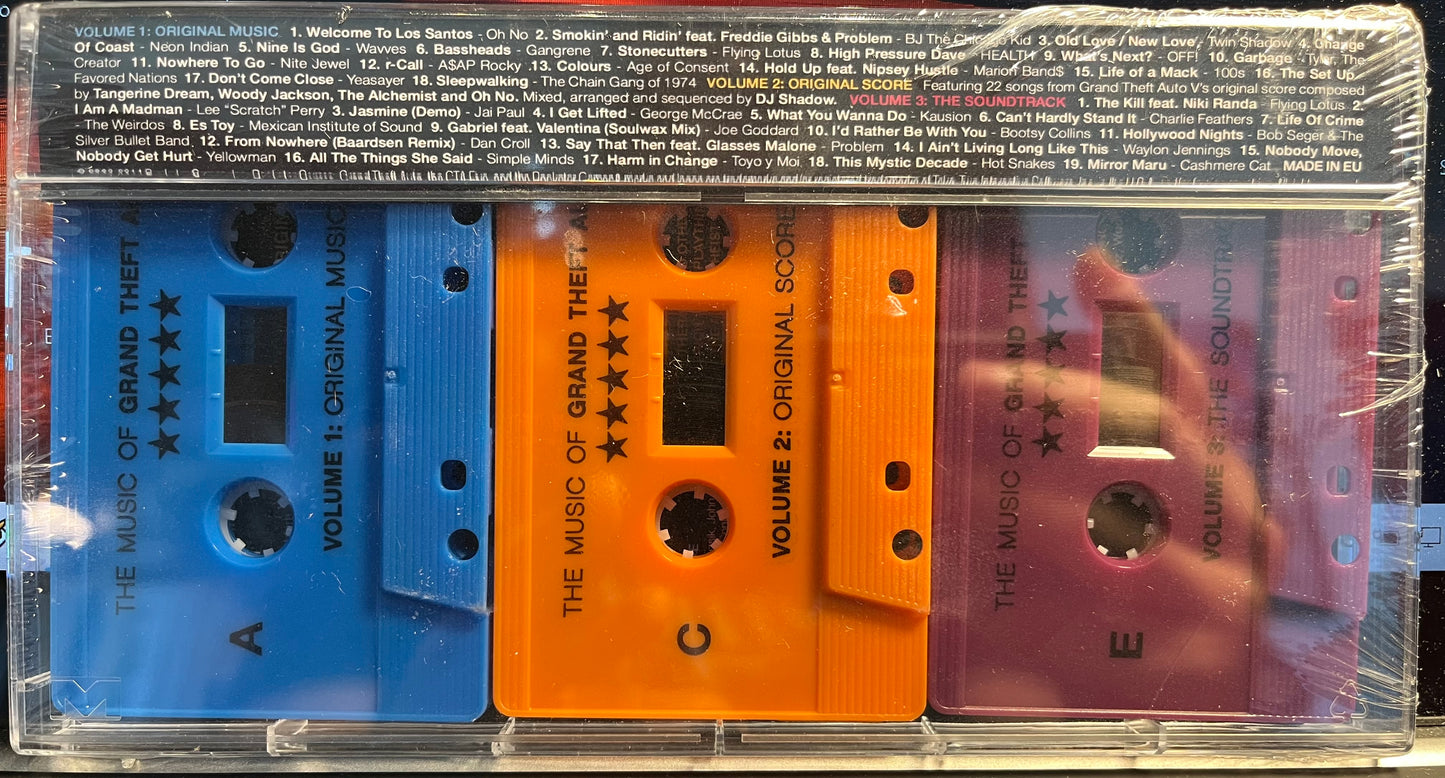 VOLUME 1: ORIGINAL MUSIC 1. Welcome To Los Santos - Oh No 2. Smokin' and Ridin' feat. Freddie Gibbs & Problem - BJ The Chicago Kid 3. Old Love / New Love - Twin Shadow 4. Change
Of Coast - Neon Indian 5. Nine Is God - Wavves 6. Bassheads - Gangrene 7. Stonecutters - Flying Lotus 8. High Pressure Dave - HEALTH 9. What's Next? - OFF! 10. Garbage - Tyler, The
Creator 11. Nowhere To Go - Nite Jewel 12. r-Call - A$AP Rocky 13. Colours - Age of Consent 14. Hold Up feat. Nipsey Hustle - Marion Band$ 15. Life of a Mack - 100s 16. The Set Up
Favored Nations 17. Don't Come Close - Yeasayer 18. Sleepwalking - The Chain Gang of 1974 VOLUME 2: ORIGINAL SCORE Featuring 22 songs from Grand Theft Auto V's original score composed
by Tangerine Dream, Woody Jackson, The Alchemist and Oh No. Mixed, arranged and sequenced by DJ Shadow. VOLUME 3: THE SOUNDTRACK 1. The Kill feat. Niki Randa - Flying Lotus 2.
I Am A Madman - Lee "Scratch" Perry 3. Jasmine (Demo) - Jai Paul 4. I Get Lifted - George McCrae 5. What You Wanna Do - Kausion 6. Can't Hardly Stand It - Charlie Feathers 7. Life Of Crime
- The Weirdos 8. Es Toy - Mexican Institute of Sound 9. Gabriel feat. Valentina (Soulwax Mix) - Joe Goddard 10. I'd Rather Be With You - Bootsy Collins 11. Hollywood Nights - Bob Seger & The
Silver Bullet Band 12. From Nowhere (Baardsen Remix) - Dan Croll 13. Say That Then feat. Glasses Malone - Problem 14. I Ain't Living Long Like This - Waylon Jennings 15. Nobody Move,
Nobody Get Hurt - Yellowman 16. All The Things She Said - Simple Minds 17. Harm in Change - Toyo y Moi 18. This Mystic Decade - Hot Snakes 19. Mirror Maru - Cashmere Cat MADE IN EU
THE MUSIC OF GRAND THEFT
VOLUME 1: ORIGINAL MUSIC
A
THE MUSIC OF GRAND THEFT
VOLUME 2: ORIGINAL SCORE
C
THE MUSIC OF GRAND THEFT
VOLUME 3: THE SOUNDTR
E